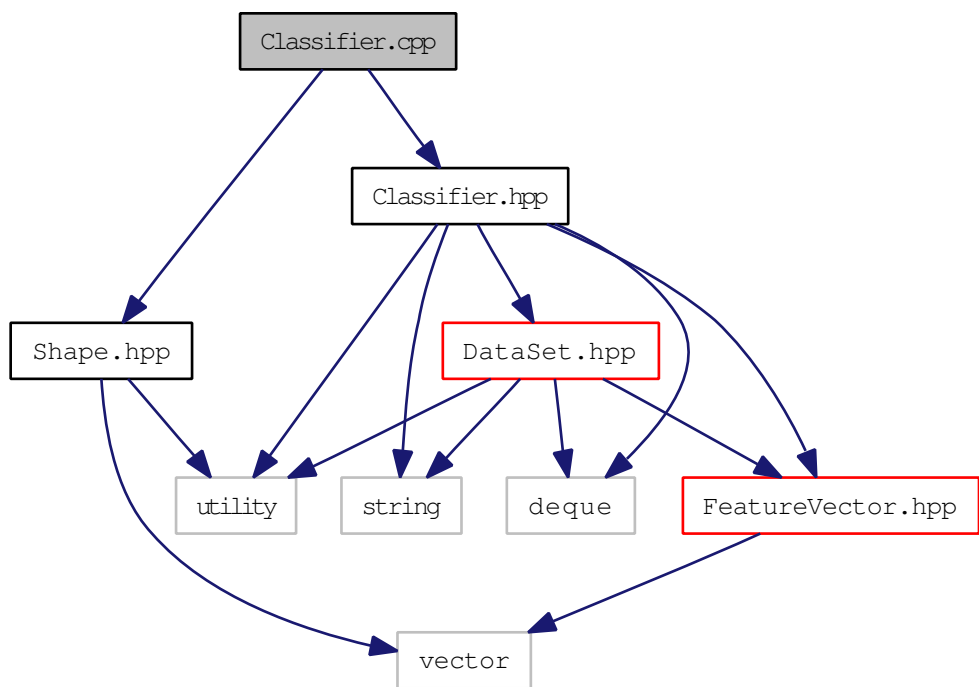 Classifier.cpp
Classifier.hpp
Shape.hpp
DataSet.hpp
utility
string
deque
FeatureVector.hpp
vector